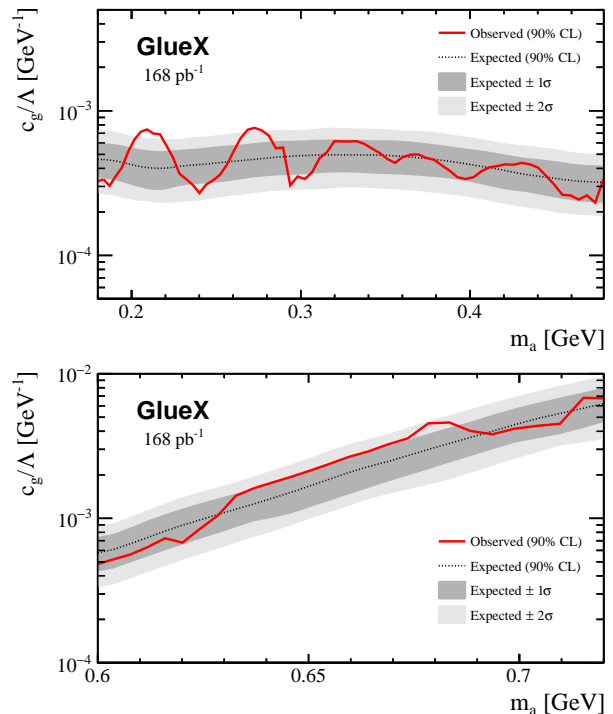 GlueX
168 pb⁻¹
Observed (90% CL)
Expected (90% CL)
Expected ± 1σ
Expected ± 2σ
c_g/Λ [GeV⁻¹]
10⁻³
10⁻⁴
0.2 0.3 0.4
m_a [GeV]
GlueX
168 pb⁻¹
Observed (90% CL)
Expected (90% CL)
Expected ± 1σ
Expected ± 2σ
c_g/Λ [GeV⁻¹]
10⁻²
10⁻³
10⁻⁴
0.6 0.65 0.7
m_a [GeV]